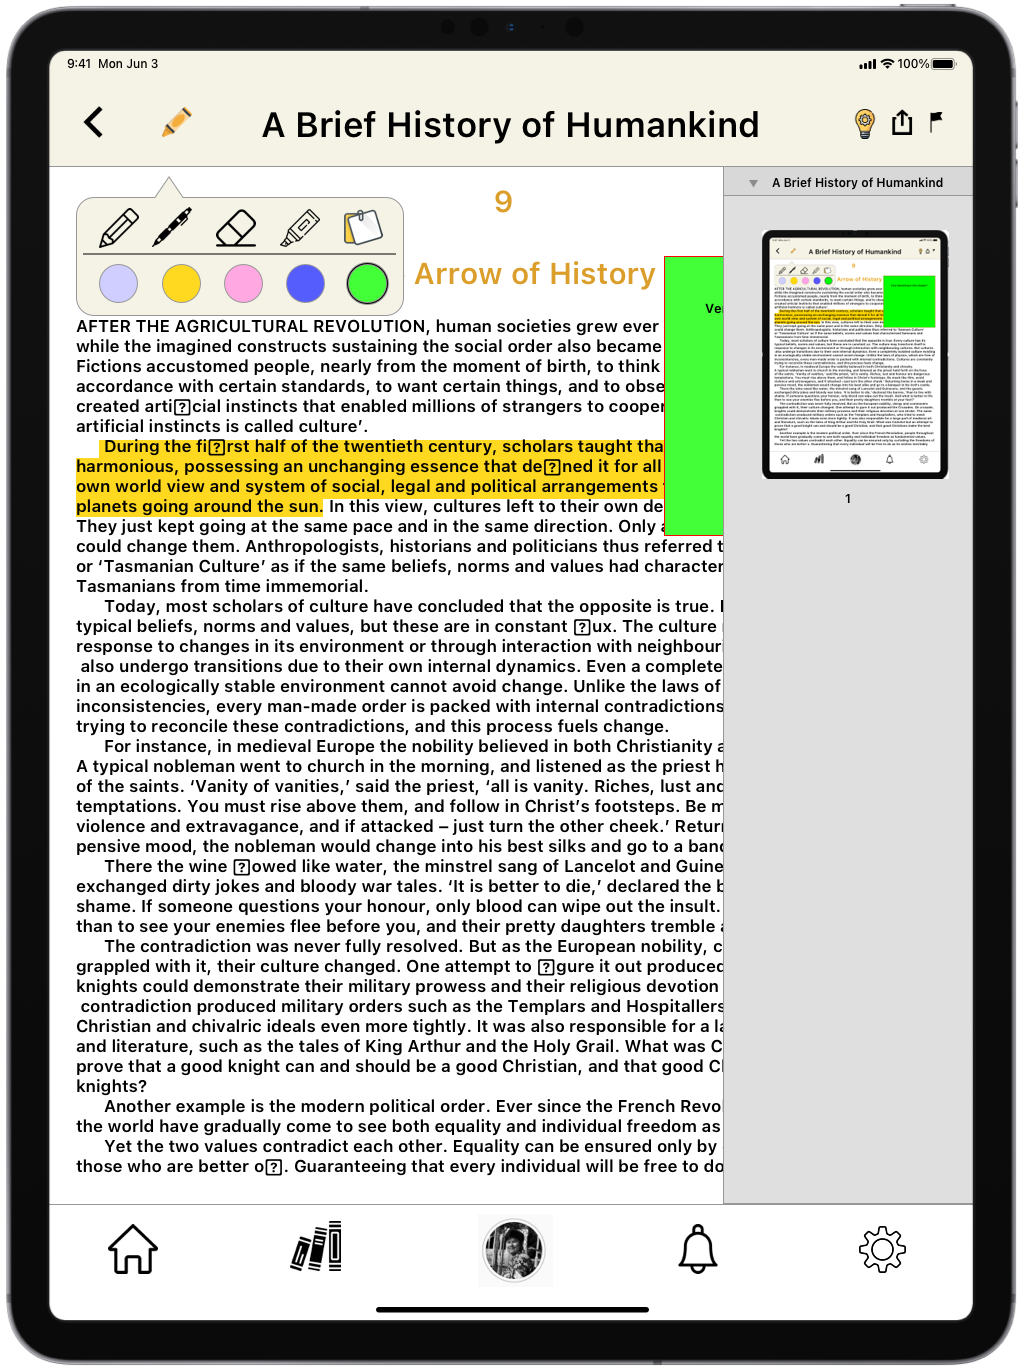 9:41 Mon Jun 3
100%
A Brief History of Humankind
A Brief History of Humankind
9
Arrow of History
AFTER THE AGRICULTURAL REVOLUTION, human societies grew ever
while the imagined constructs sustaining the social order also became
Fictions accustomed people, nearly from the moment of birth, to think
accordance with certain standards, to want certain things, and to obse
created arti�cial instincts that enabled millions of strangers to cooper
artificial instincts is called culture’.
During the fi�rst half of the twentieth century, scholars taught tha
harmonious, possessing an unchanging essence that de�ned it for all
own world view and system of social, legal and political arrangements
planets going around the sun. In this view, cultures left to their own de
They just kept going at the same pace and in the same direction. Only
could change them. Anthropologists, historians and politicians thus referred t
or ‘Tasmanian Culture’ as if the same beliefs, norms and values had character
Tasmanians from time immemorial.
Today, most scholars of culture have concluded that the opposite is true.
typical beliefs, norms and values, but these are in constant �ux. The culture
response to changes in its environment or through interaction with neighbouri
also undergo transitions due to their own internal dynamics. Even a complete
in an ecologically stable environment cannot avoid change. Unlike the laws of
inconsistencies, every man-made order is packed with internal contradictions
trying to reconcile these contradictions, and this process fuels change.
For instance, in medieval Europe the nobility believed in both Christianity a
A typical nobleman went to church in the morning, and listened as the priest h
of the saints. ‘Vanity of vanities,’ said the priest, ‘all is vanity. Riches, lust and
temptations. You must rise above them, and follow in Christ’s footsteps. Be m
violence and extravagance, and if attacked – just turn the other cheek.’ Return
pensive mood, the nobleman would change into his best silks and go to a banq
There the wine �owed like water, the minstrel sang of Lancelot and Guine
exchanged dirty jokes and bloody war tales. ‘It is better to die,’ declared the b
shame. If someone questions your honour, only blood can wipe out the insult.
than to see your enemies flee before you, and their pretty daughters tremble a
The contradiction was never fully resolved. But as the European nobility, c
grappled with it, their culture changed. One attempt to �gure it out produced
knights could demonstrate their military prowess and their religious devotion
contradiction produced military orders such as the Templars and Hospitallers
Christian and chivalric ideals even more tightly. It was also responsible for a la
and literature, such as the tales of King Arthur and the Holy Grail. What was C
prove that a good knight can and should be a good Christian, and that good Ch
knights?
Another example is the modern political order. Ever since the French Revol
the world have gradually come to see both equality and individual freedom as
Yet the two values contradict each other. Equality can be ensured only by
those who are better o�. Guaranteeing that every individual will be free to do
1